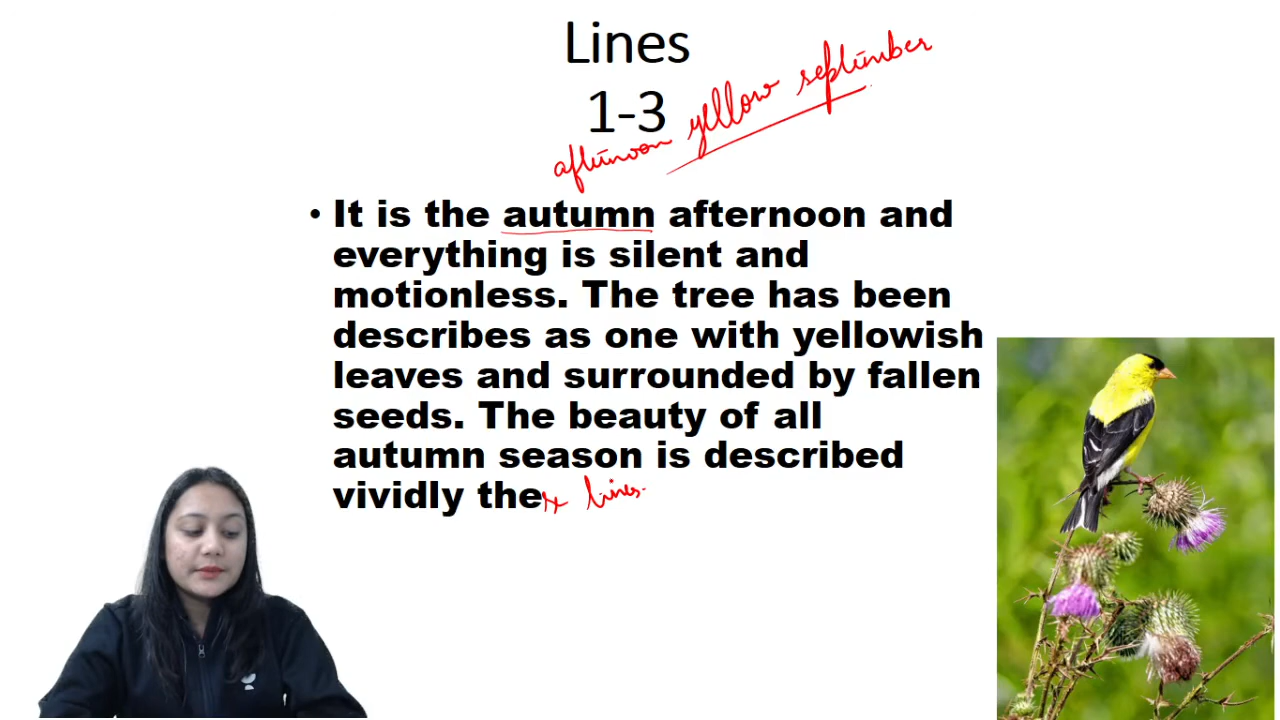 Lines
1-3
afternoon yellow september
• It is the autumn afternoon and
everything is silent and
motionless. The tree has been
describes as one with yellowish
leaves and surrounded by fallen
seeds. The beauty of all
autumn season is described
vividly the lines.